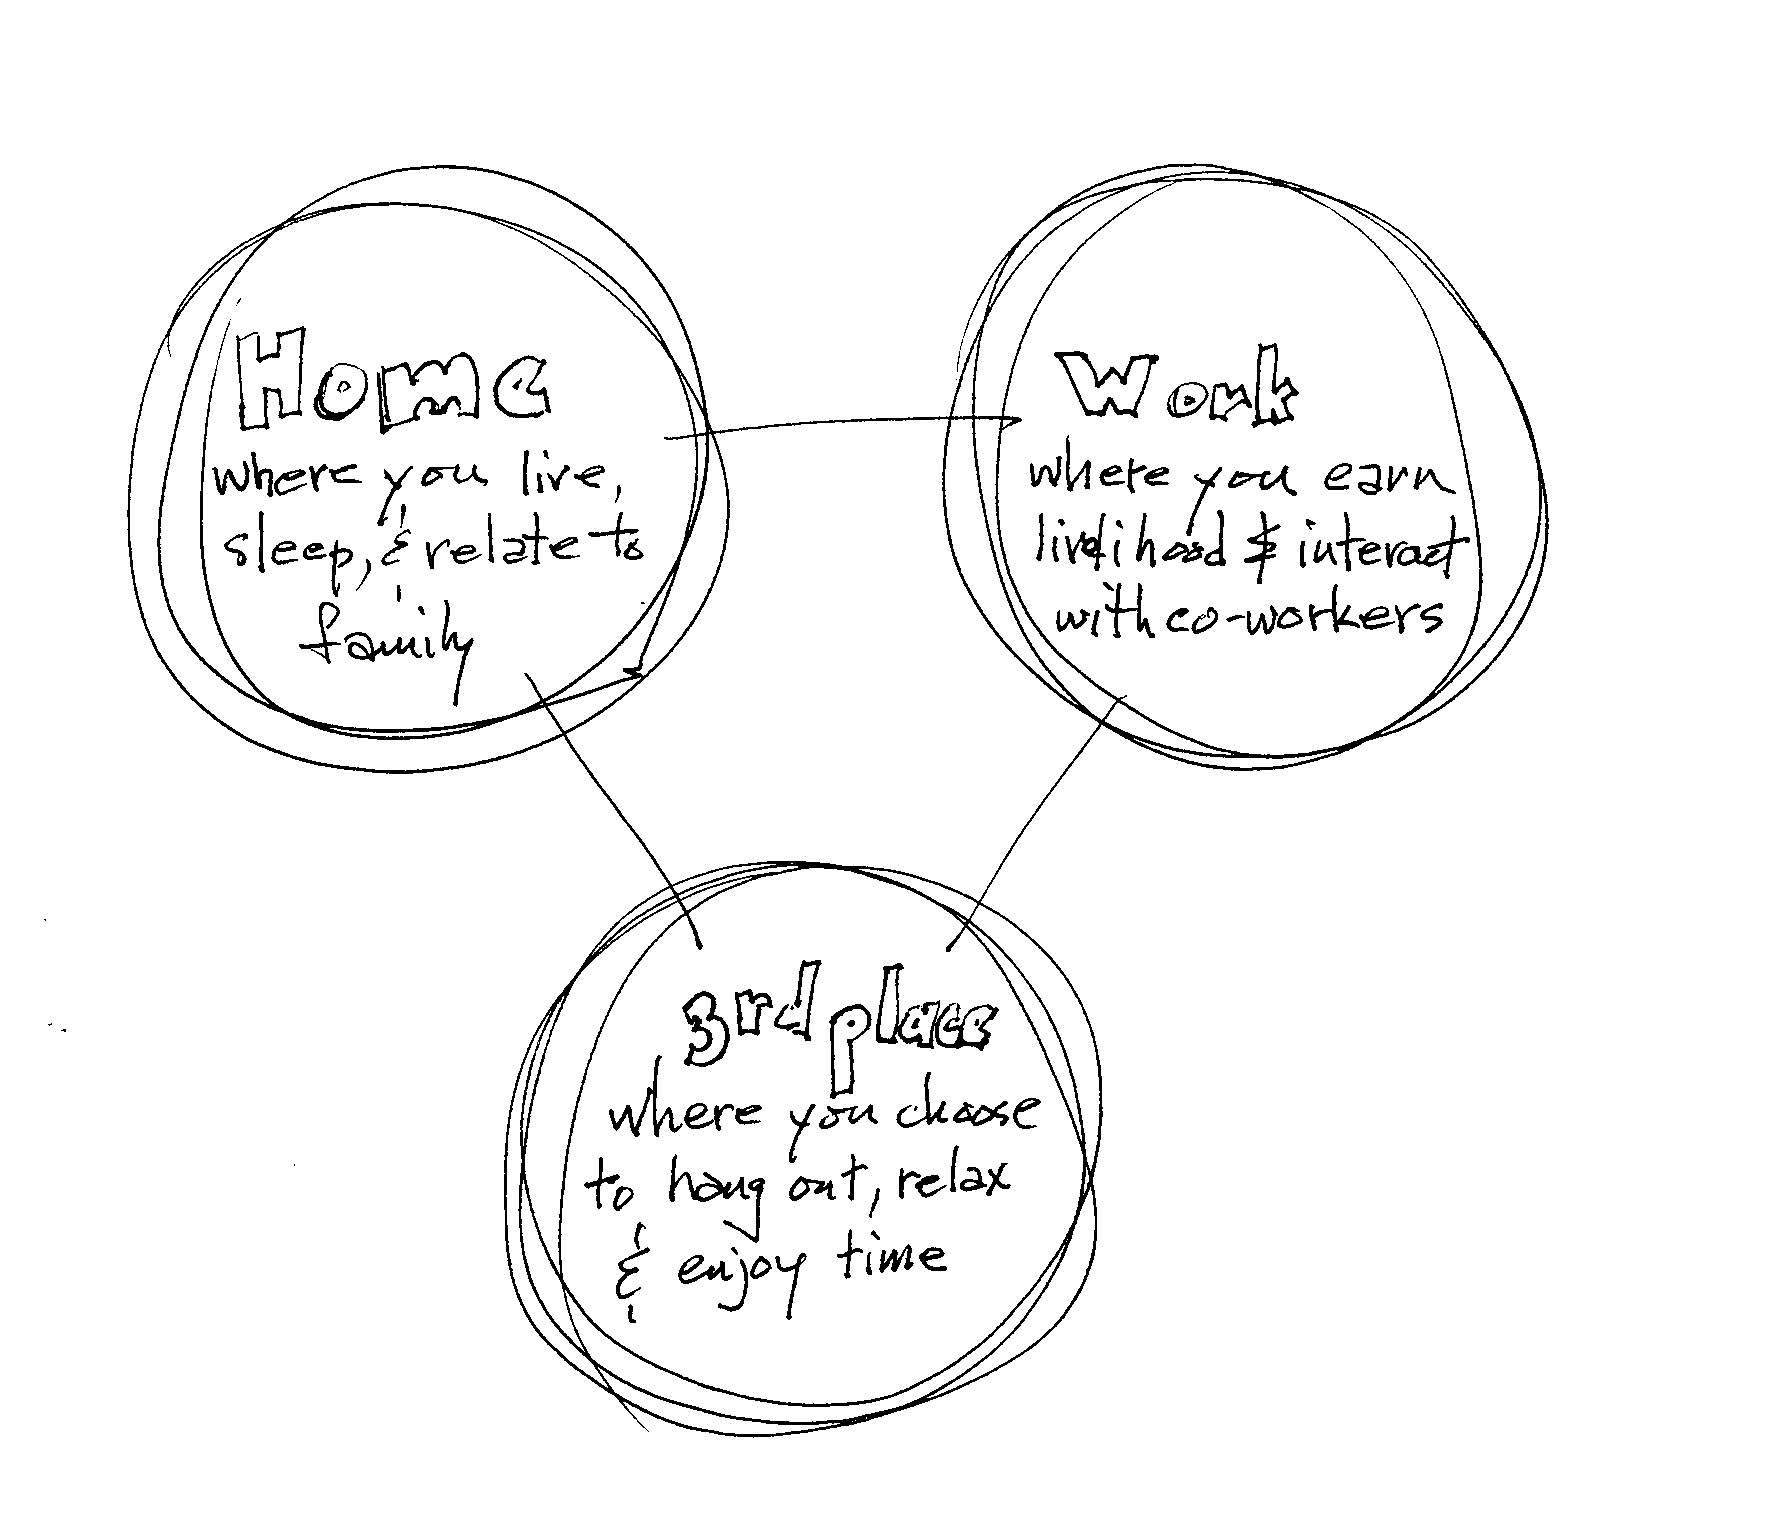 Home
where you live,
sleep, & relate to
family
Work
where you earn
livelihood & interact
with co-workers
3rd place
where you choose
to hang out, relax
& enjoy time